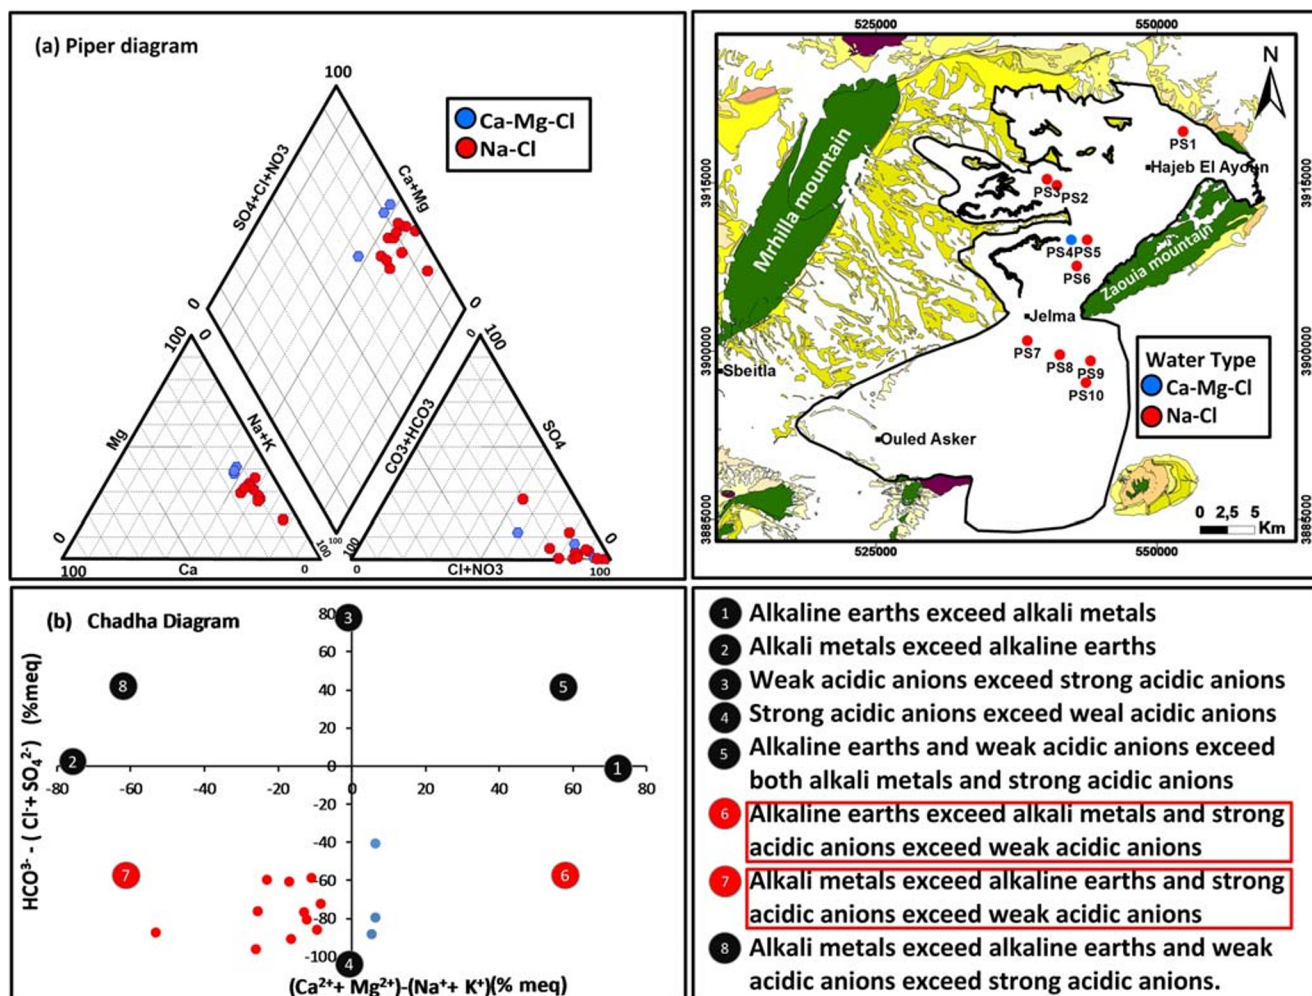 (a) Piper diagram
100
Ca-Mg-Cl
Na-Cl
SO4+Cl+NO3
Ca+Mg
0
0
100
0
0
100
Mg
Na+K
CO3+HCO3
SO4
0
100
100
100
0
100
Ca
0
0
Cl+NO3
100
525000
550000
N
Mrhilla mountain
PS1
Hajeb El Ayoun
3915000
3915000
PS3
PS2
PS4
PS5
PS6
Zaouia mountain
Jelma
PS7
PS8
PS9
PS10
3900000
3900000
Sbeitla
Water Type
Ca-Mg-Cl
Na-Cl
Ouled Asker
3885000
0 2,5 5
Km
525000
550000
(b) Chadha Diagram
HCO³⁻ - ( Cl⁻+ SO₄²⁻) (%meq)
80
3
60
8
40
5
20
2
0
1
-80 -60 -40 -20 0 20 40 60 80
-20
-40
7
-60
6
-80
-100
4
(Ca²⁺+ Mg²⁺)-(Na⁺+ K⁺)(% meq)
1 Alkaline earths exceed alkali metals
2 Alkali metals exceed alkaline earths
3 Weak acidic anions exceed strong acidic anions
4 Strong acidic anions exceed weal acidic anions
5 Alkaline earths and weak acidic anions exceed
both alkali metals and strong acidic anions
6 Alkaline earths exceed alkali metals and strong
acidic anions exceed weak acidic anions
7 Alkali metals exceed alkaline earths and strong
acidic anions exceed weak acidic anions
8 Alkali metals exceed alkaline earths and weak
acidic anions exceed strong acidic anions.